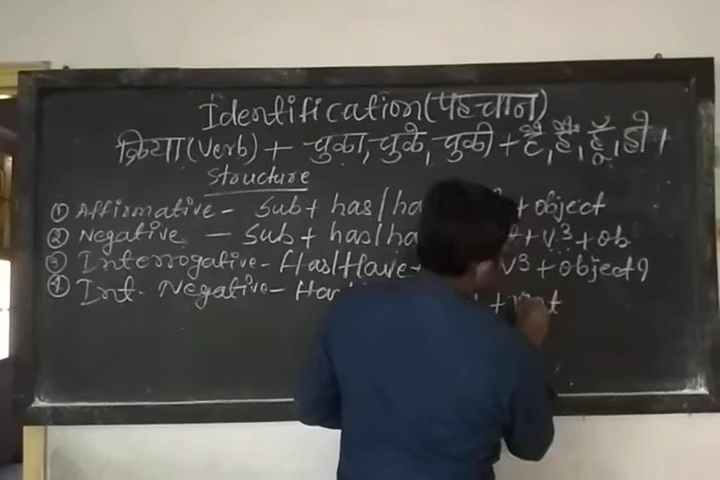 Identification(पहचान)
क्रिया(Verb) + चुका, चुके, चुकी + है, हैं, हूँ, हो।
Structure
① Affirmative - Sub + has/ha + object
② Negative - Sub + has/ha + V³ + ob
③ Interrogative - Has/Have + V³ + object?
④ Int. Negative - Ha + not